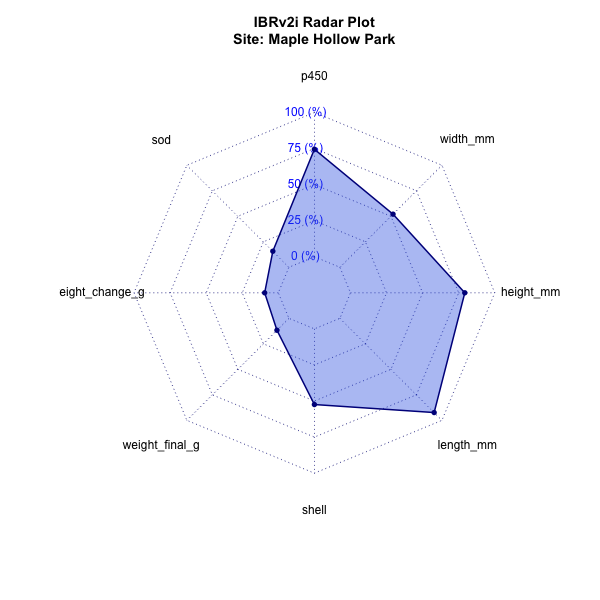 IBRv2i Radar Plot
Site: Maple Hollow Park
p450
100 (%)
75 (%)
50 (%)
25 (%)
0 (%)
sod
width_mm
eight_change_g
height_mm
weight_final_g
length_mm
shell